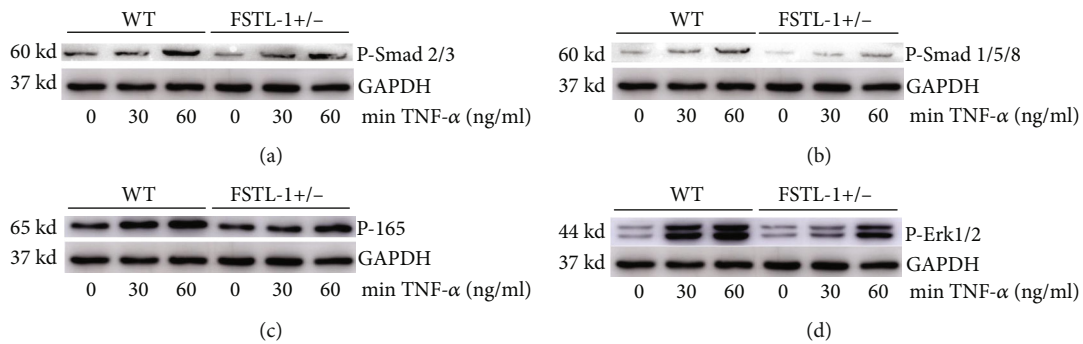 WT FSTL-1+/–
60 kd P-Smad 2/3
37 kd GAPDH
0 30 60 0 30 60 min TNF-α (ng/ml)
(a)
WT FSTL-1+/–
60 kd P-Smad 1/5/8
37 kd GAPDH
0 30 60 0 30 60 min TNF-α (ng/ml)
(b)
WT FSTL-1+/–
65 kd P-165
37 kd GAPDH
0 30 60 0 30 60 min TNF-α (ng/ml)
(c)
WT FSTL-1+/–
44 kd P-Erk1/2
37 kd GAPDH
0 30 60 0 30 60 min TNF-α (ng/ml)
(d)